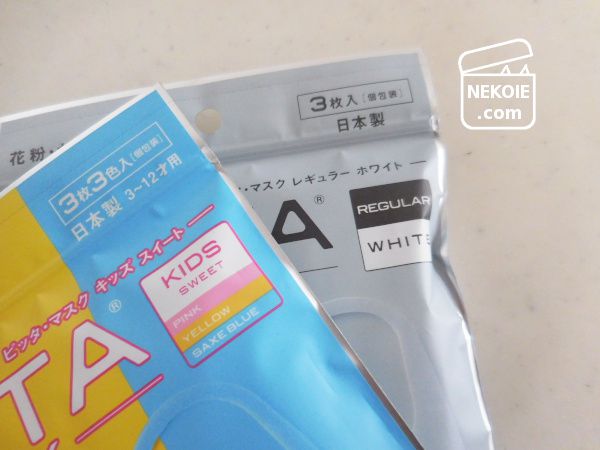 NEKOIE
.com
3枚入［個包装］
日本製
花粉・
・マスク レギュラー ホワイト
TA®
REGULAR
WHITE
3枚3色入［個包装］
日本製 3~12才用
ピッタ・マスク キッズ スイート
TA®
KIDS
SWEET
PINK
YELLOW
SAXE BLUE